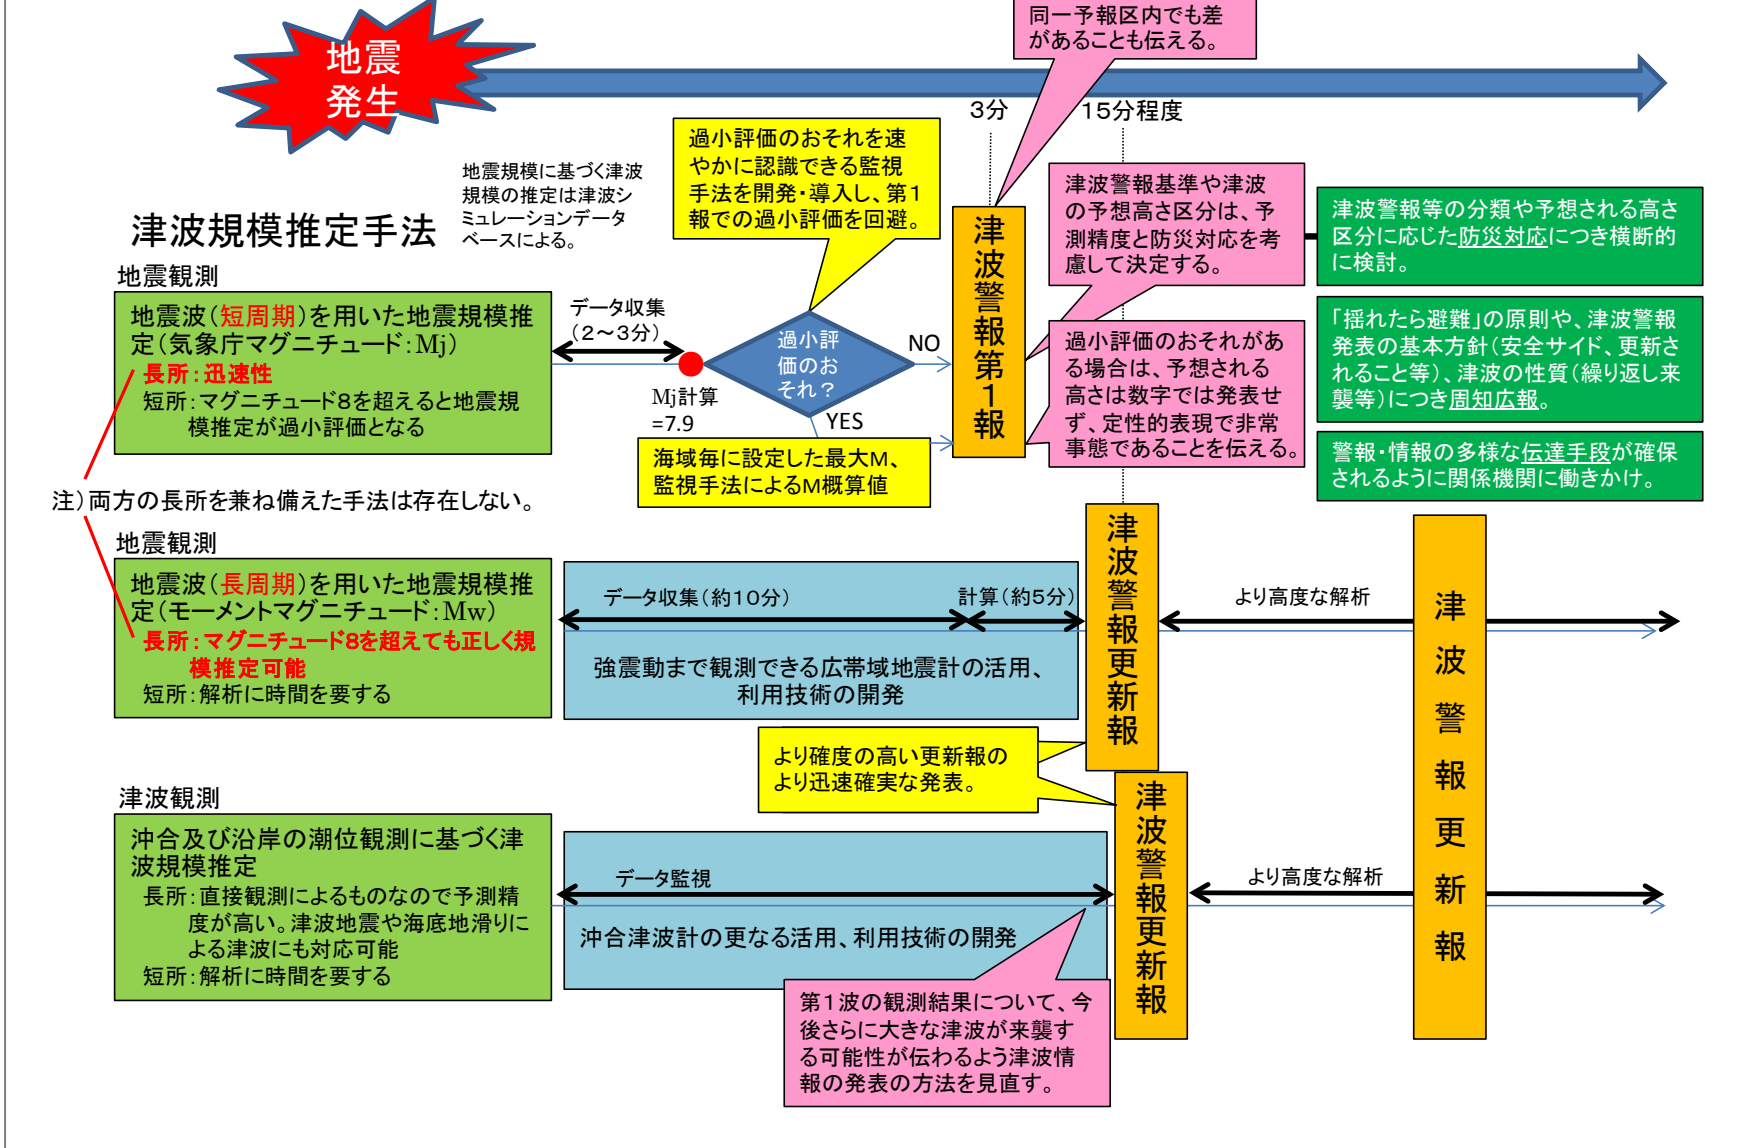 同一予報区内でも差
があることも伝える。
地震
発生
3分
15分程度
過小評価のおそれを速
やかに認識できる監視
手法を開発・導入し、第1
報での過小評価を回避。
地震規模に基づく津波
規模の推定は津波シ
ミュレーションデータ
ベースによる。
津波規模推定手法
津波警報基準や津波
の予想高さ区分は、予
測精度と防災対応を考
慮して決定する。
津波警報等の分類や予想される高さ
区分に応じた防災対応につき横断的
に検討。
地震観測
地震波(短周期)を用いた地震規模推
定(気象庁マグニチュード:Mj)
長所:迅速性
短所:マグニチュード8を超えると地震規
模推定が過小評価となる
データ収集
(2~3分)
Mj計算
=7.9
過小評
価のお
それ?
NO
YES
海域毎に設定した最大M、
監視手法によるM概算値
津波警報第1報
過小評価のおそれがあ
る場合は、予想される
高さは数字では発表せ
ず、定性的表現で非常
事態であることを伝える。
「揺れたら避難」の原則や、津波警報
発表の基本方針(安全サイド、更新さ
れること等)、津波の性質(繰り返し来
襲等)につき周知広報。
警報・情報の多様な伝達手段が確保
されるように関係機関に働きかけ。
注)両方の長所を兼ね備えた手法は存在しない。
地震観測
地震波(長周期)を用いた地震規模推
定(モーメントマグニチュード:Mw)
長所:マグニチュード8を超えても正しく規
模推定可能
短所:解析に時間を要する
データ収集(約10分)
計算(約5分)
強震動まで観測できる広帯域地震計の活用、
利用技術の開発
津波警報更新報
より高度な解析
津波警報更新報
より確度の高い更新報の
より迅速確実な発表。
津波観測
沖合及び沿岸の潮位観測に基づく津
波規模推定
長所:直接観測によるものなので予測精
度が高い。津波地震や海底地滑りに
よる津波にも対応可能
短所:解析に時間を要する
データ監視
沖合津波計の更なる活用、利用技術の開発
津波警報更新報
より高度な解析
第1波の観測結果について、今
後さらに大きな津波が来襲す
る可能性が伝わるよう津波情
報の発表の方法を見直す。